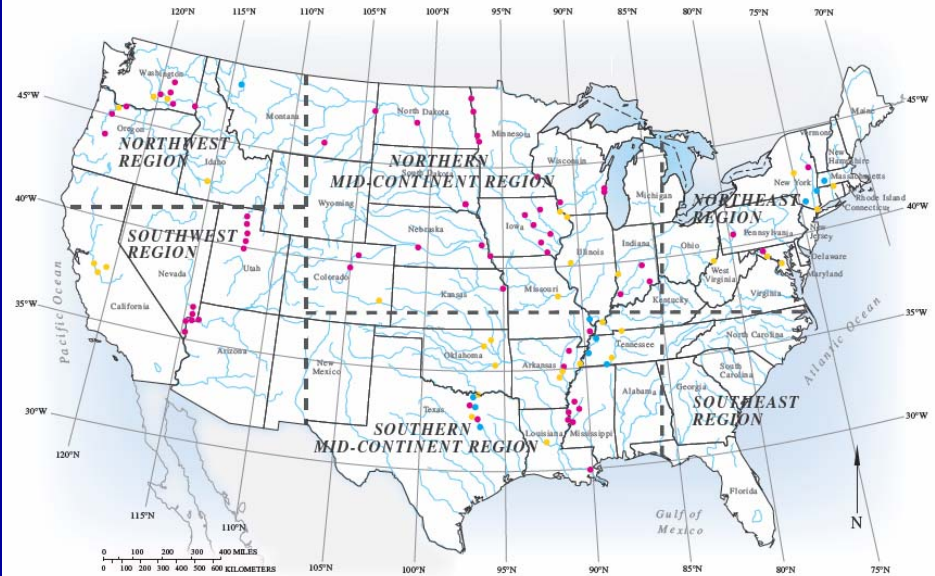 120°N 115°N 110°N 105°N 100°N 95°N 90°N 85°N 80°N 75°N 70°N
45°W
45°W
Washington
Montana
North Dakota
Minnesota
Maine
Oregon
NORTHWEST
REGION
Idaho
Wisconsin
Vermont
New
Hampshire
NORTHERN
South Dakota
MID-CONTINENT REGION
Michigan
New York
Massachusetts
Rhode Island
Connecticut
40°W
40°W
Wyoming
NORTHEAST
REGION
SOUTHWEST
REGION
Nebraska
Iowa
Pennsylvania
New
Jersey
Nevada
Utah
Colorado
Illinois
Indiana
Ohio
Delaware
Maryland
West
Virginia
California
Kansas
Missouri
Kentucky
Virginia
35°W
35°W
Pacific Ocean
Arizona
New
Mexico
Oklahoma
Arkansas
Tennessee
North Carolina
South
Carolina
Atlantic Ocean
Alabama
Georgia
SOUTHEAST
REGION
30°W
30°W
Texas
SOUTHERN
MID-CONTINENT REGION
Louisiana
Mississippi
120°N
Florida
Gulf of
Mexico
N
115°N
110°N
0 100 200 300 400 MILES
0 100 200 300 400 500 600 KILOMETERS
105°N 100°N 95°N 90°N 85°N 80°N 75°N